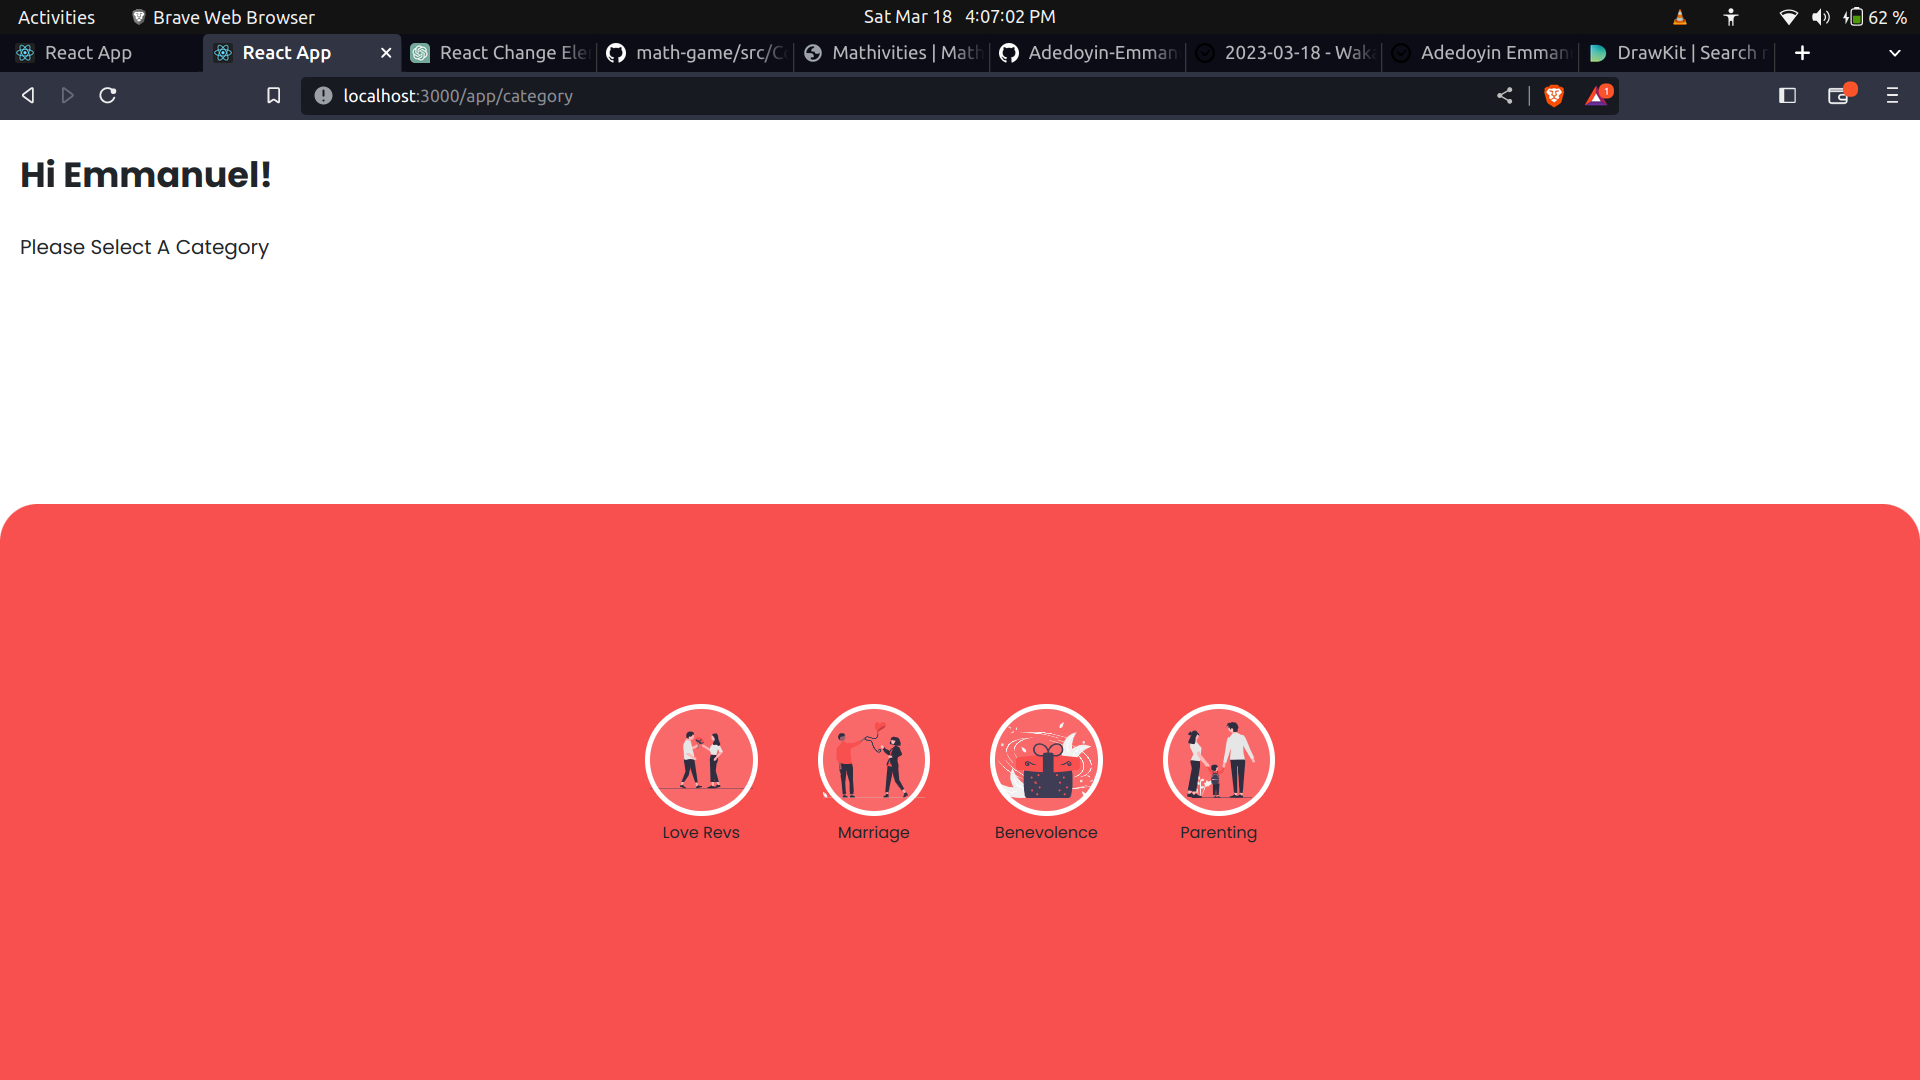 Activities Brave Web Browser Sat Mar 18 4:07:02 PM 62 %
React App React App React Change Ele math-game/src/C Mathivities | Math Adedoyin-Emman 2023-03-18 - Waka Adedoyin Emman DrawKit | Search r
localhost:3000/app/category 1
Hi Emmanuel!
Please Select A Category
Love Revs Marriage Benevolence Parenting